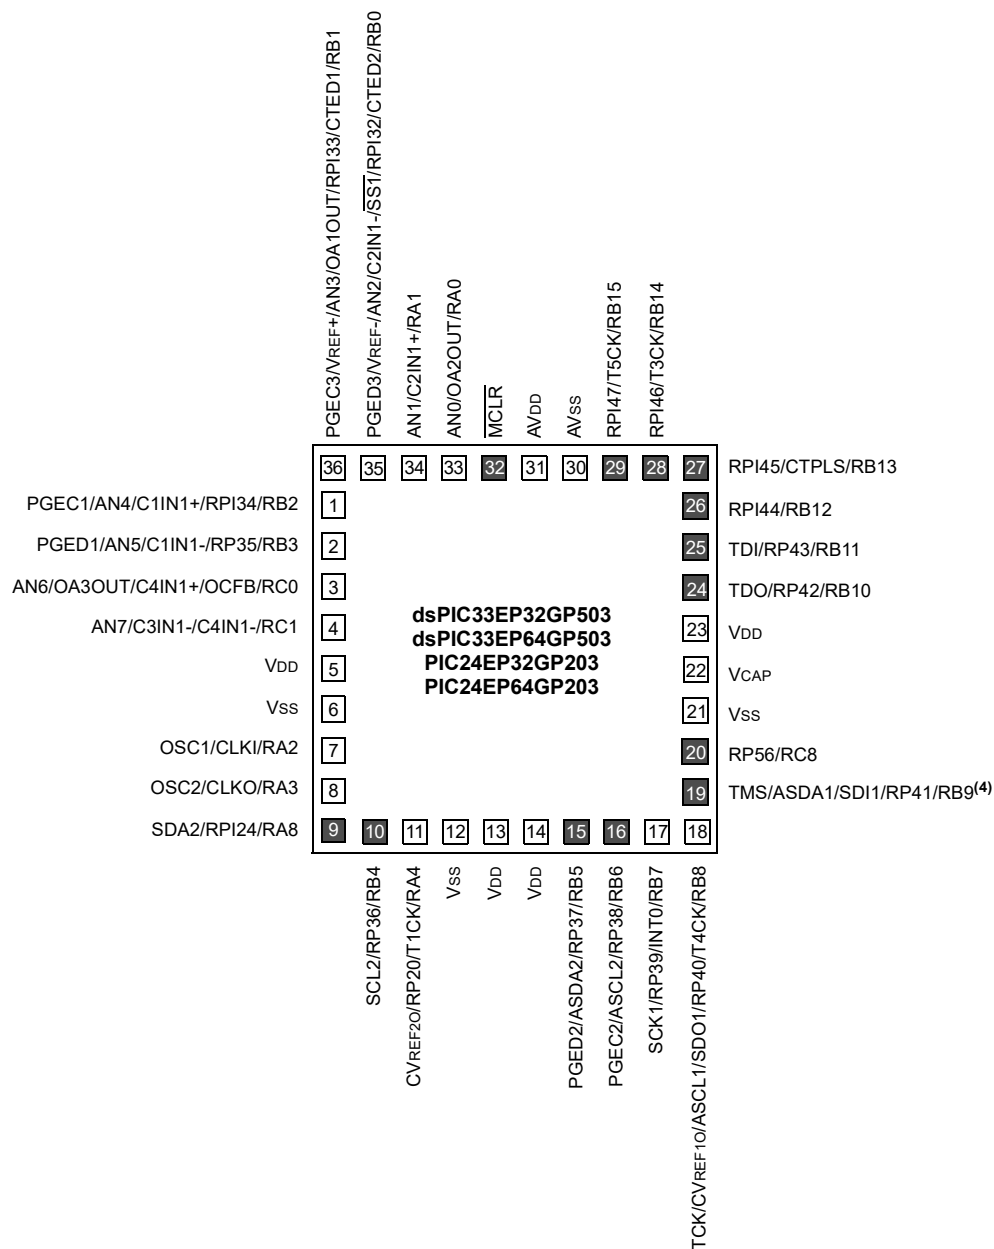 PGEC3/VREF+/AN3/OA1OUT/RPI33/CTED1/RB1
PGED3/VREF-/AN2/C2IN1-/SS1/RPI32/CTED2/RB0
AN1/C2IN1+/RA1
AN0/OA2OUT/RA0
MCLR
AVDD
AVSS
RPI47/T5CK/RB15
RPI46/T3CK/RB14
36 35 34 33 32 31 30 29 28 27 RPI45/CTPLS/RB13
PGEC1/AN4/C1IN1+/RPI34/RB2 1 26 RPI44/RB12
PGED1/AN5/C1IN1-/RP35/RB3 2 25 TDI/RP43/RB11
AN6/OA3OUT/C4IN1+/OCFB/RC0 3 24 TDO/RP42/RB10
AN7/C3IN1-/C4IN1-/RC1 4 23 VDD
dsPIC33EP32GP503
dsPIC33EP64GP503
PIC24EP32GP203
PIC24EP64GP203
VDD 5 22 VCAP
VSS 6 21 VSS
OSC1/CLKI/RA2 7 20 RP56/RC8
OSC2/CLKO/RA3 8 19 TMS/ASDA1/SDI1/RP41/RB9(4)
SDA2/RPI24/RA8 9 10 11 12 13 14 15 16 17 18
SCL2/RP36/RB4
CVREF2O/RP20/T1CK/RA4
VSS
VDD
VDD
PGED2/ASDA2/RP37/RB5
PGEC2/ASCL2/RP38/RB6
SCK1/RP39/INT0/RB7
TCK/CVREF1O/ASCL1/SDO1/RP40/T4CK/RB8